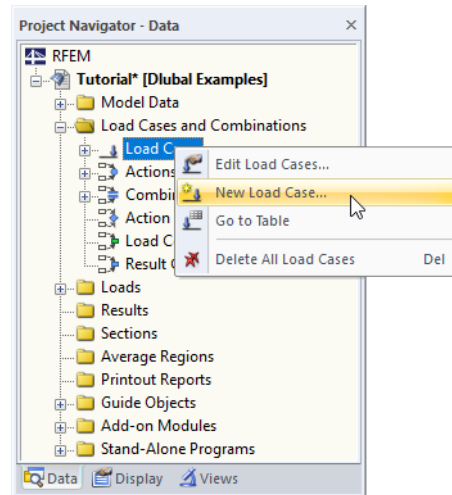 Project Navigator - Data
RFEM
Tutorial* [Dlubal Examples]
Model Data
Load Cases and Combinations
Load
Edit Load Cases...
Actions
New Load Case...
Action
Go to Table
Load
Result
Delete All Load Cases Del
Loads
Results
Sections
Average Regions
Printout Reports
Guide Objects
Add-on Modules
Stand-Alone Programs
Data Display Views